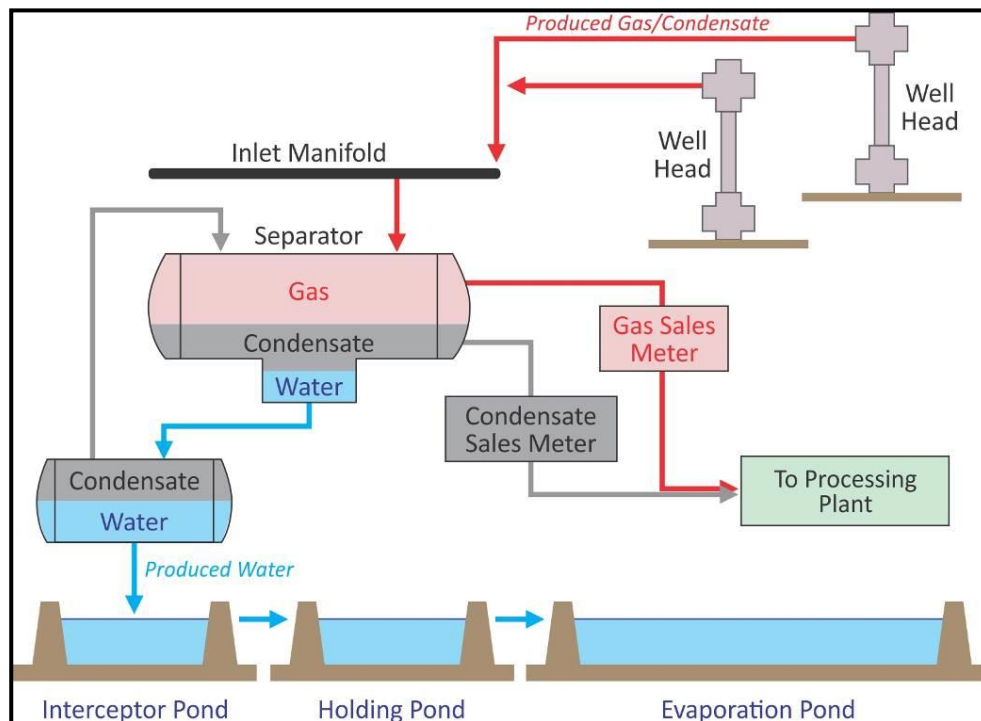 Produced Gas/Condensate
Well
Head
Well
Head
Inlet Manifold
Separator
Gas
Condensate
Water
Gas Sales
Meter
Condensate
Sales Meter
Condensate
Water
To Processing
Plant
Produced Water
Interceptor Pond
Holding Pond
Evaporation Pond